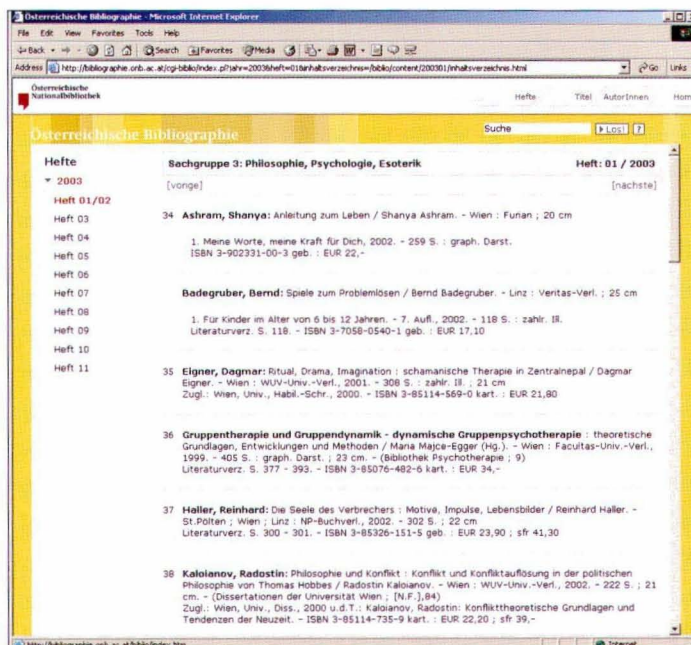 Österreichische Bibliographie - Microsoft Internet Explorer
File Edit View Favorites Tools Help
Back Search Favorites Media
Address http://bibliographie.onb.ac.at/cgi-biblio/index.pl?jahr=2003&heft=01&inhaltsverzeichnis=/biblio/content/200301/inhaltsverzeichnis.html Go Links
Österreichische
Nationalbibliothek
Hefte Titel AutorInnen Hom
Österreichische Bibliographie
Suche Los! ?
Hefte
2003
Heft 01/02
Heft 03
Heft 04
Heft 05
Heft 06
Heft 07
Heft 08
Heft 09
Heft 10
Heft 11
Sachgruppe 3: Philosophie, Psychologie, Esoterik Heft: 01 / 2003
[vorige] [nächste]
34 Ashram, Shanya: Anleitung zum Leben / Shanya Ashram. - Wien : Furian ; 20 cm
1. Meine Worte, meine Kraft für Dich, 2002. - 259 S. : graph. Darst.
ISBN 3-902331-00-3 geb. : EUR 22,-
Badegruber, Bernd: Spiele zum Problemlösen / Bernd Badegruber. - Linz : Veritas-Verl. ; 25 cm
1. Für Kinder im Alter von 6 bis 12 Jahren. - 7. Aufl., 2002. - 118 S. : zahlr. Ill.
Literaturverz. S. 118. - ISBN 3-7058-0540-1 geb. : EUR 17,10
35 Eigner, Dagmar: Ritual, Drama, Imagination : schamanische Therapie in Zentralnepal / Dagmar
Eigner. - Wien : WUV-Univ.-Verl., 2001. - 308 S. : zahlr. Ill. ; 21 cm
Zugl.: Wien, Univ., Habil.-Schr., 2000. - ISBN 3-85114-569-0 kart. : EUR 21,80
36 Gruppentherapie und Gruppendynamik - dynamische Gruppenpsychotherapie : theoretische
Grundlagen, Entwicklungen und Methoden / Maria Majce-Egger (Hg.). - Wien : Facultas-Univ.-Verl.,
1999. - 405 S. : graph. Darst. ; 23 cm. - (Bibliothek Psychotherapie ; 9)
Literaturverz. S. 377 - 393. - ISBN 3-85076-482-6 kart. : EUR 34,-
37 Haller, Reinhard: Die Seele des Verbrechers : Motive, Impulse, Lebensbilder / Reinhard Haller. -
St.Pölten ; Wien ; Linz : NP-Buchverl., 2002. - 302 S. ; 22 cm
Literaturverz. S. 300 - 301. - ISBN 3-85326-151-5 geb. : EUR 23,90 ; sfr 41,30
38 Kaloianov, Radostin: Philosophie und Konflikt : Konflikt und Konfliktauflösung in der politischen
Philosophie von Thomas Hobbes / Radostin Kaloianov. - Wien : WUV-Univ.-Verl., 2002. - 222 S. ; 21
cm. - (Dissertationen der Universität Wien ; [N.F.],84)
Zugl.: Wien, Univ., Diss., 2000 u.d.T.: Kaloianov, Radostin: Konflikttheoretische Grundlagen und
Tendenzen der Neuzeit. - ISBN 3-85114-735-9 kart. : EUR 22,20 ; sfr 39,-
http://bibliographie.onb.ac.at/biblio/index.htm Internet